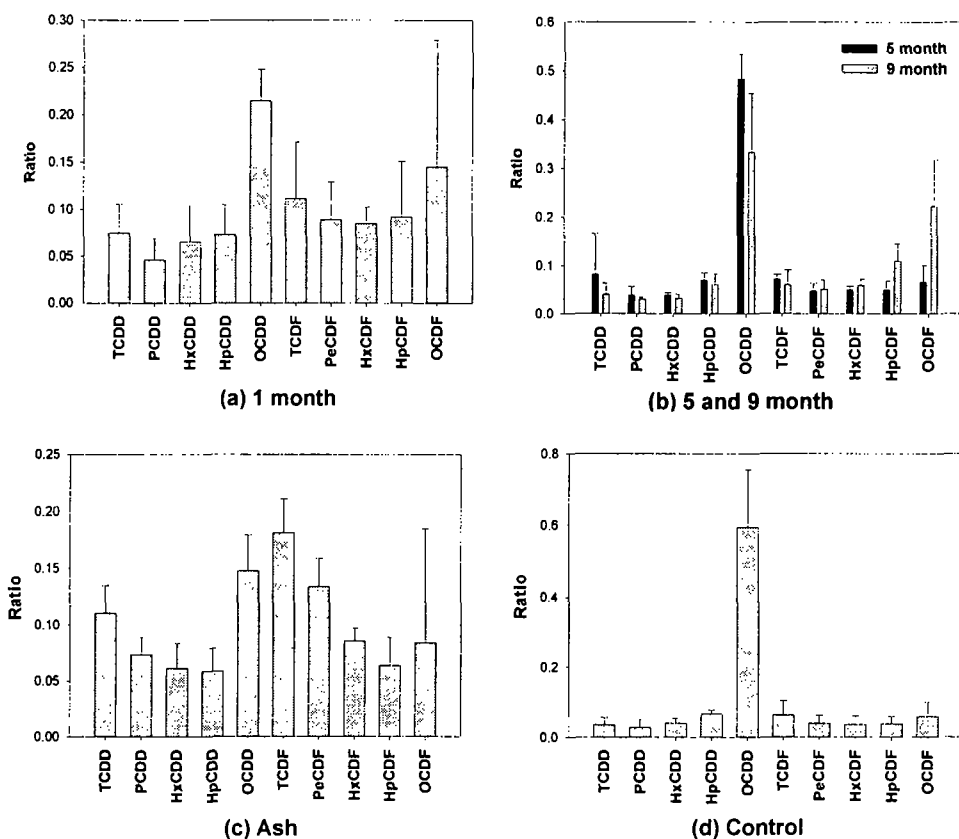 Ratio
0.30
0.25
0.20
0.15
0.10
0.05
0.00
TCDD
PCDD
HxCDD
HpCDD
OCDD
TCDF
PeCDF
HxCDF
HpCDF
OCDF
(a) 1 month
Ratio
0.6
0.5
0.4
0.3
0.2
0.1
0.0
5 month
9 month
TCDD
PCDD
HxCDD
HpCDD
OCDD
TCDF
PeCDF
HxCDF
HpCDF
OCDF
(b) 5 and 9 month
Ratio
0.25
0.20
0.15
0.10
0.05
0.00
TCDD
PCDD
HxCDD
HpCDD
OCDD
TCDF
PeCDF
HxCDF
HpCDF
OCDF
(c) Ash
Ratio
0.8
0.6
0.4
0.2
0.0
TCDD
PCDD
HxCDD
HpCDD
OCDD
TCDF
PeCDF
HxCDF
HpCDF
OCDF
(d) Control